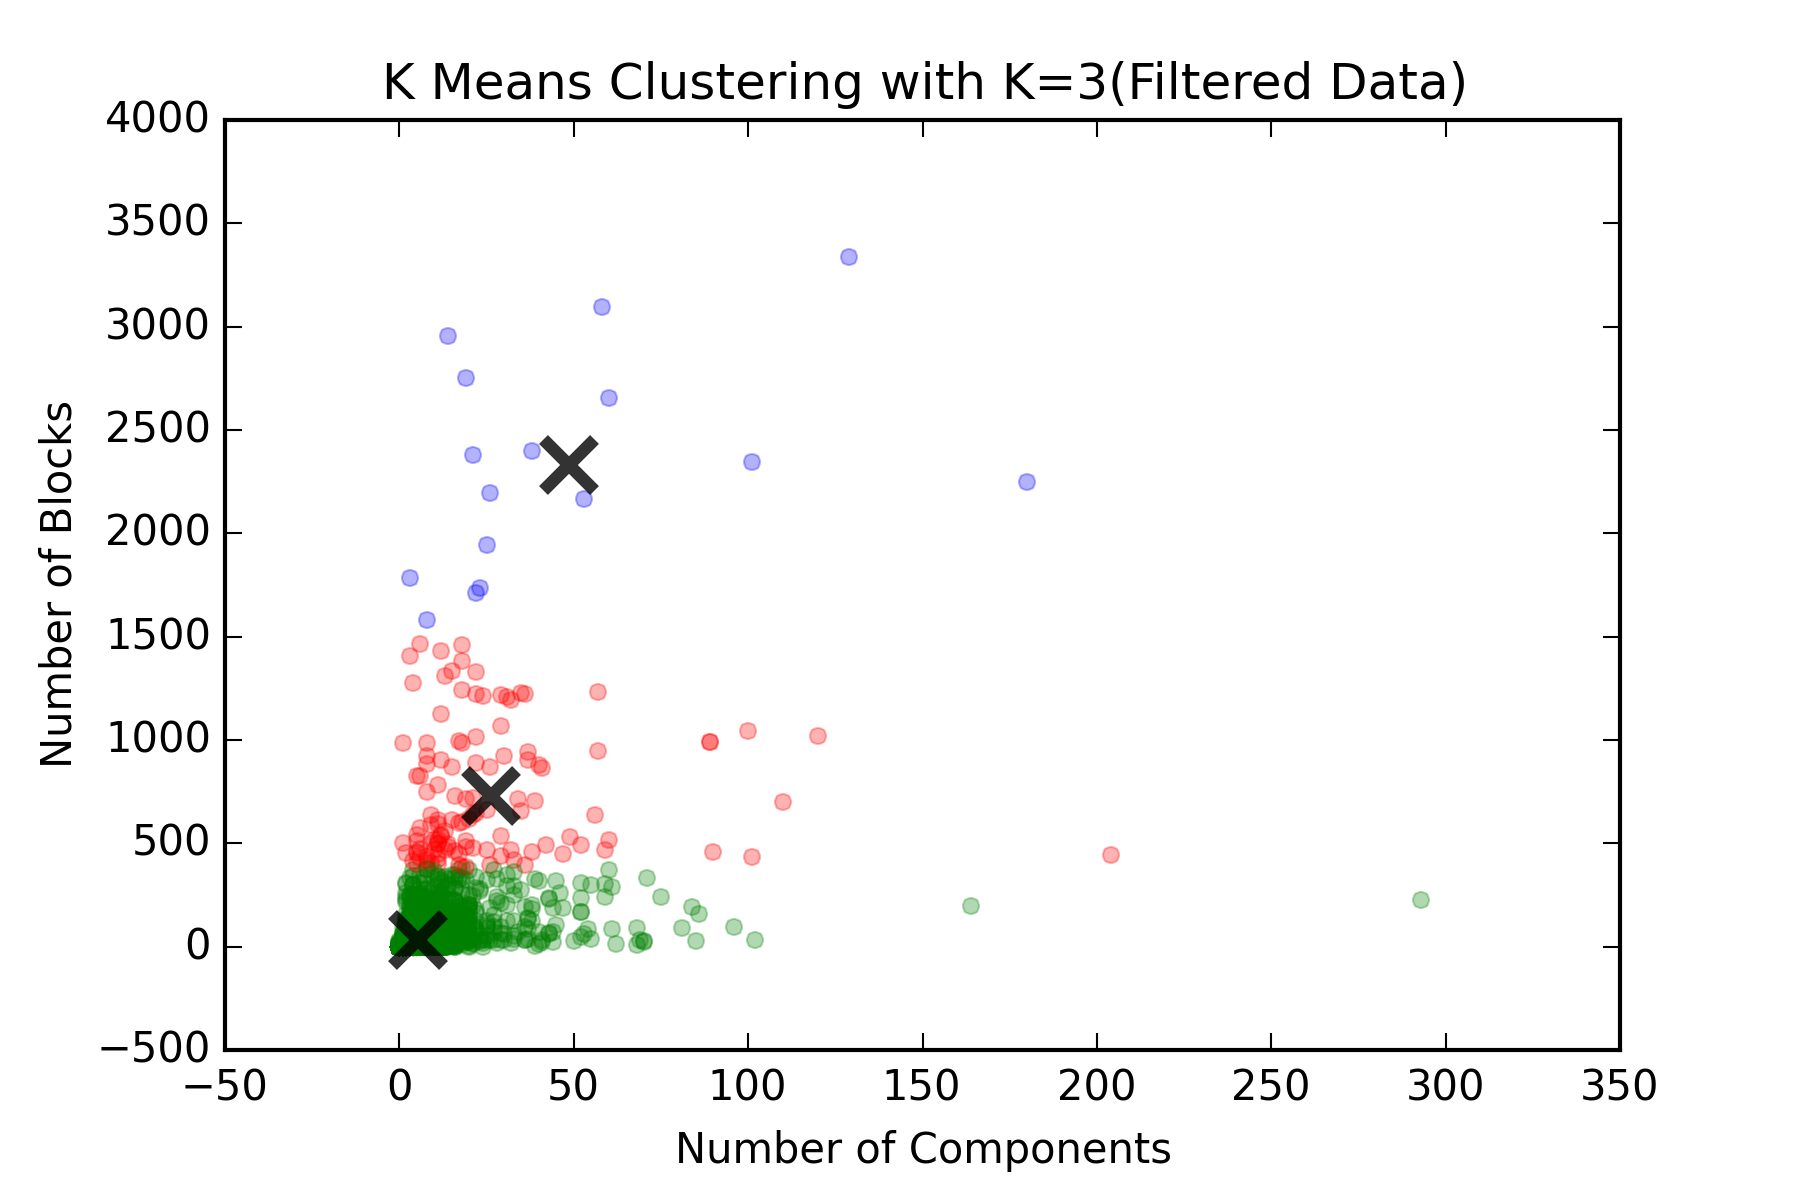 K Means Clustering with K=3(Filtered Data)
4000
3500
3000
2500
2000
1500
1000
500
0
−500
Number of Blocks
−50 0 50 100 150 200 250 300 350
Number of Components